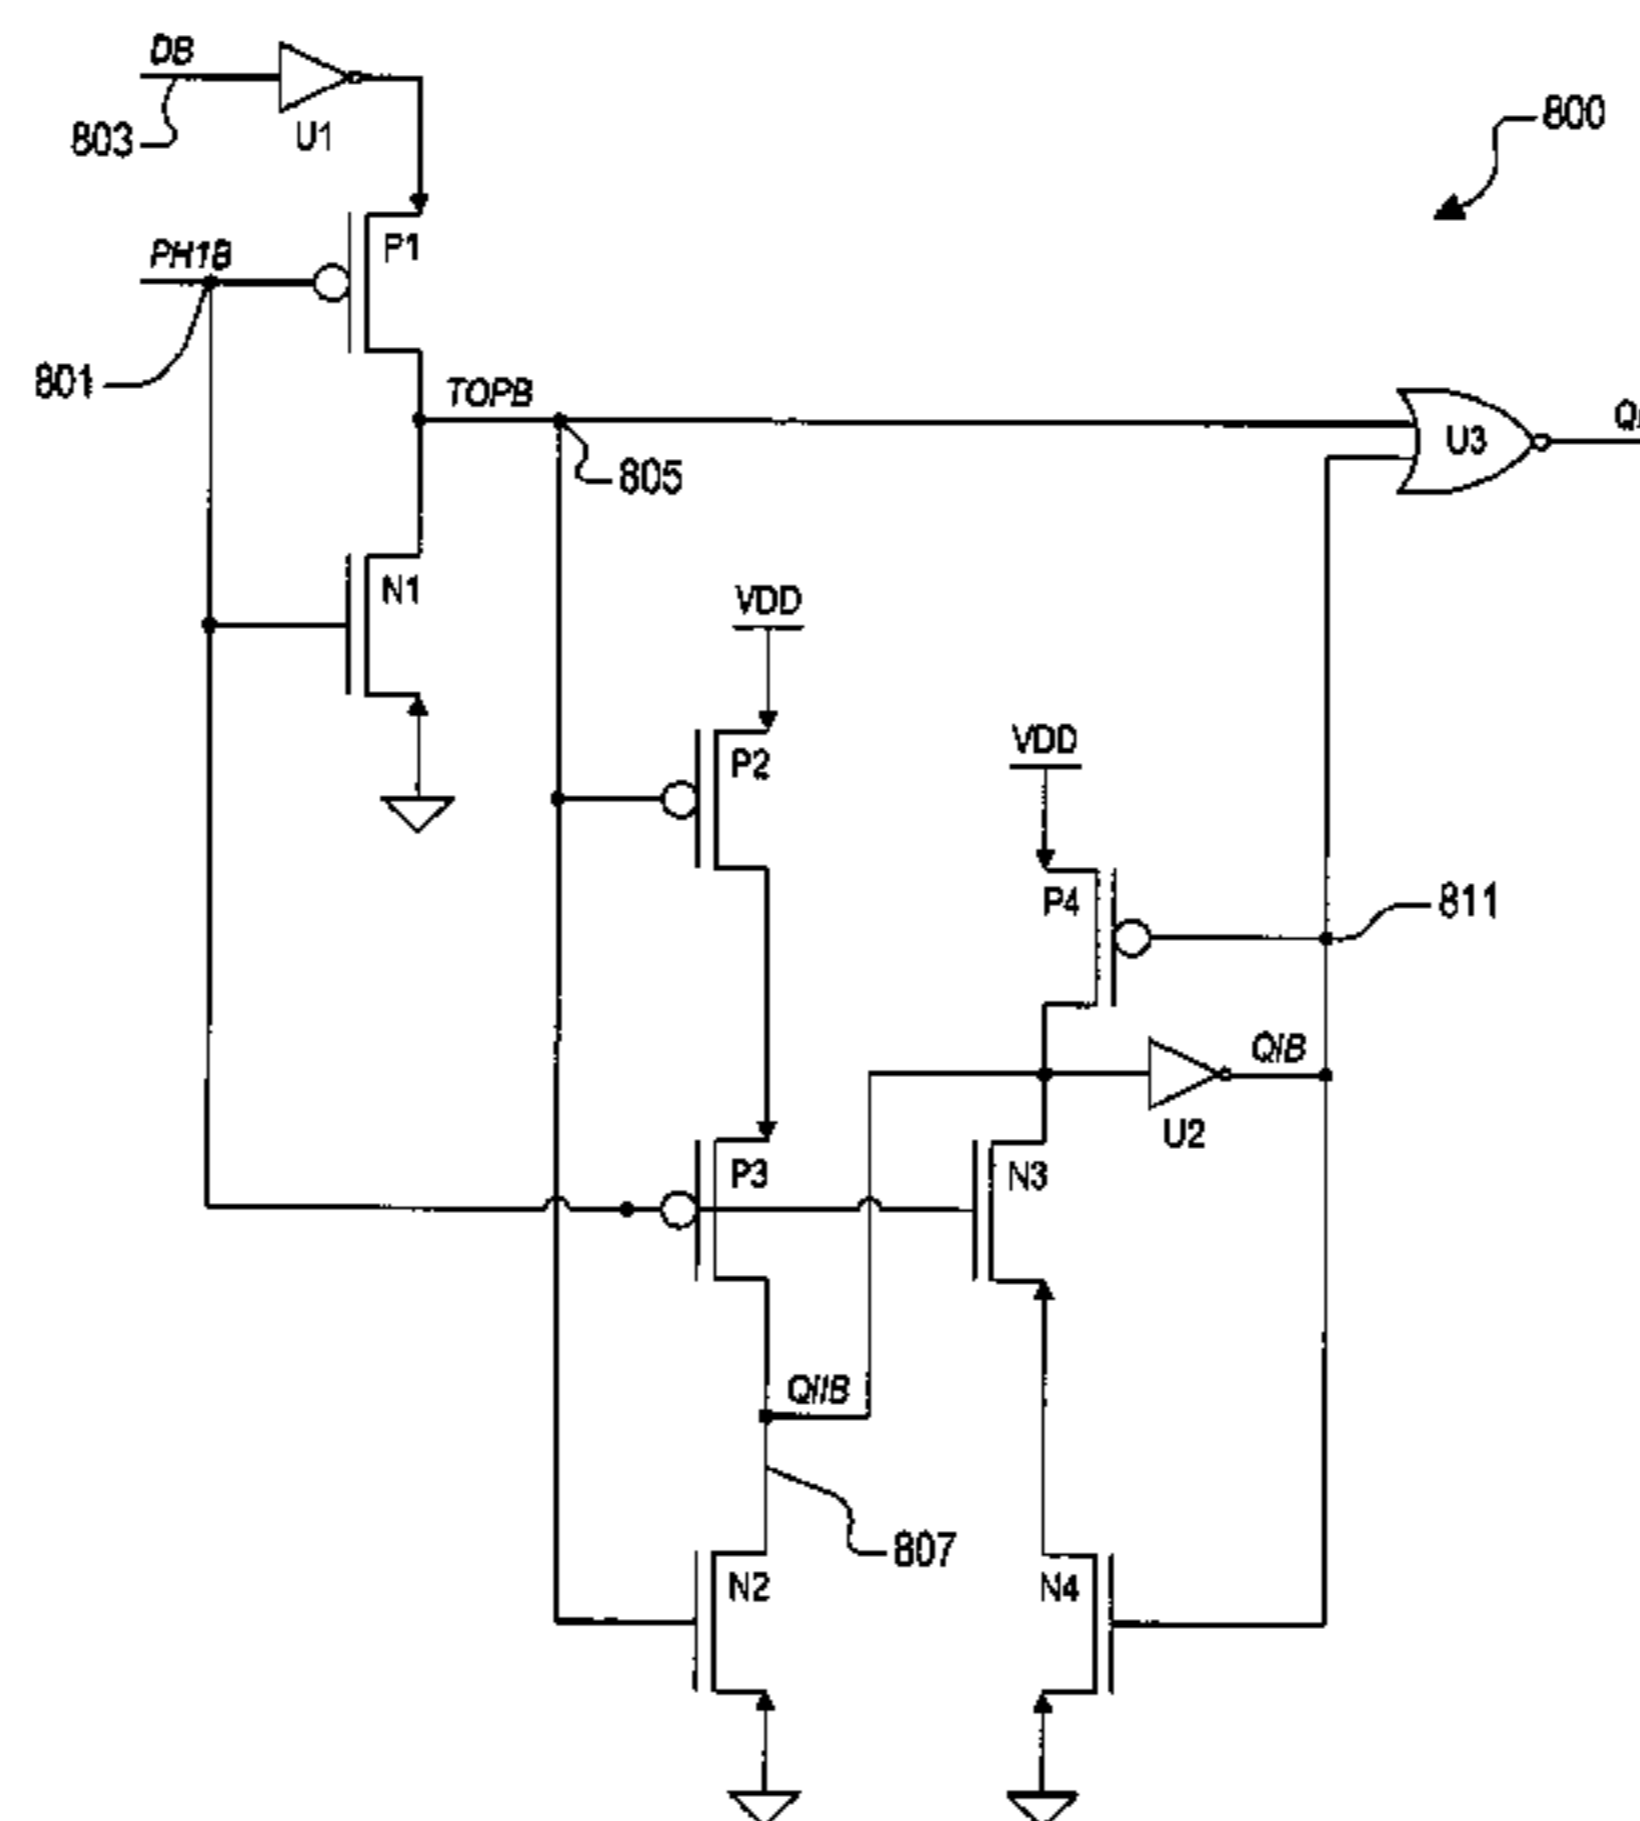 DB
U1
803
800
P1
PH1B
801
TOPB
U3
805
N1
VDD
P2
VDD
P4
811
QIB
U2
P3
N3
QIIB
807
N2
N4